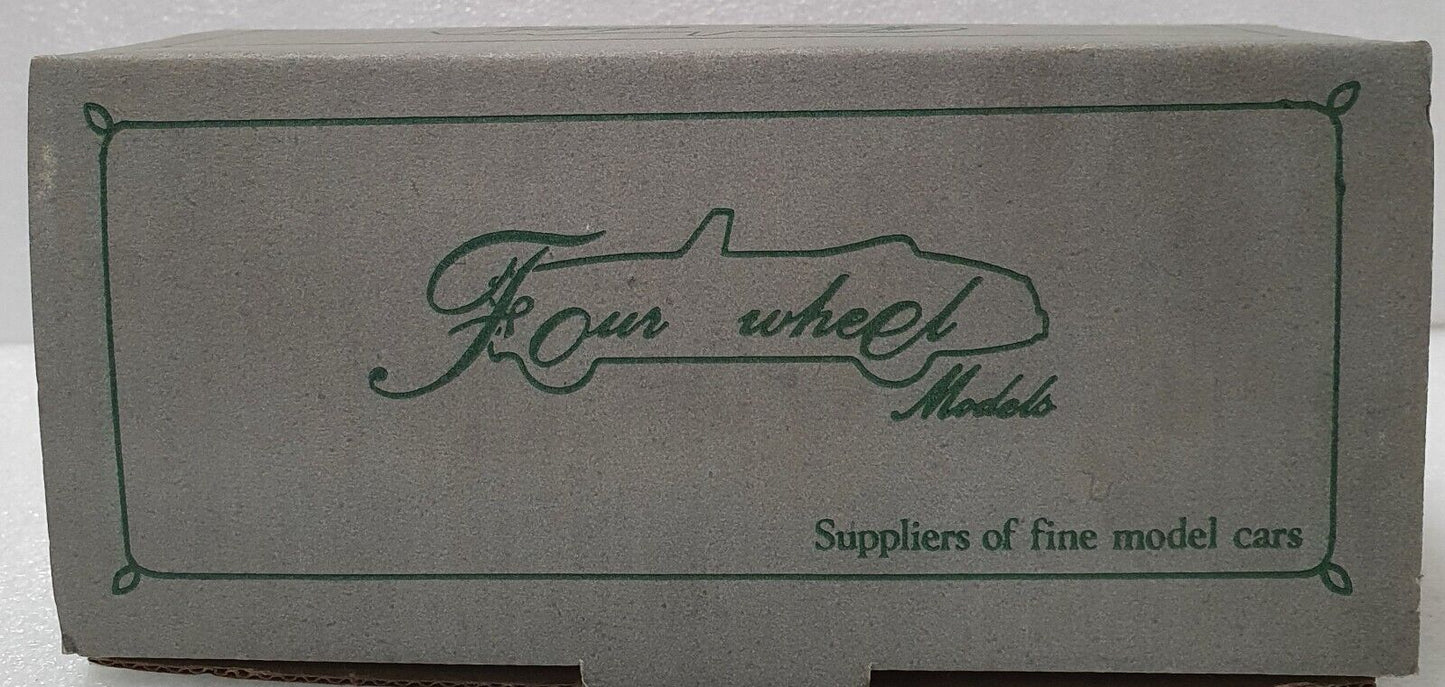 Four wheel
Models
Suppliers of fine model cars